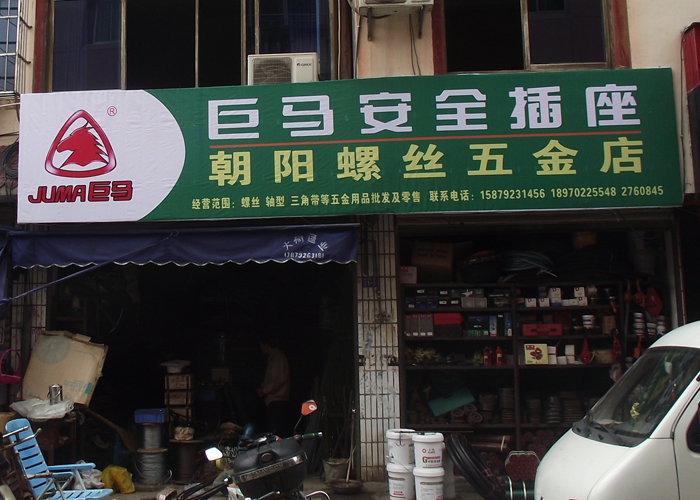 巨马安全插座
®
JUMA巨马
朝阳螺丝五金店
经营范围：螺丝 轴型 三角带等五金用品批发及零售 联系电话：15879231456 18970225548 2760845